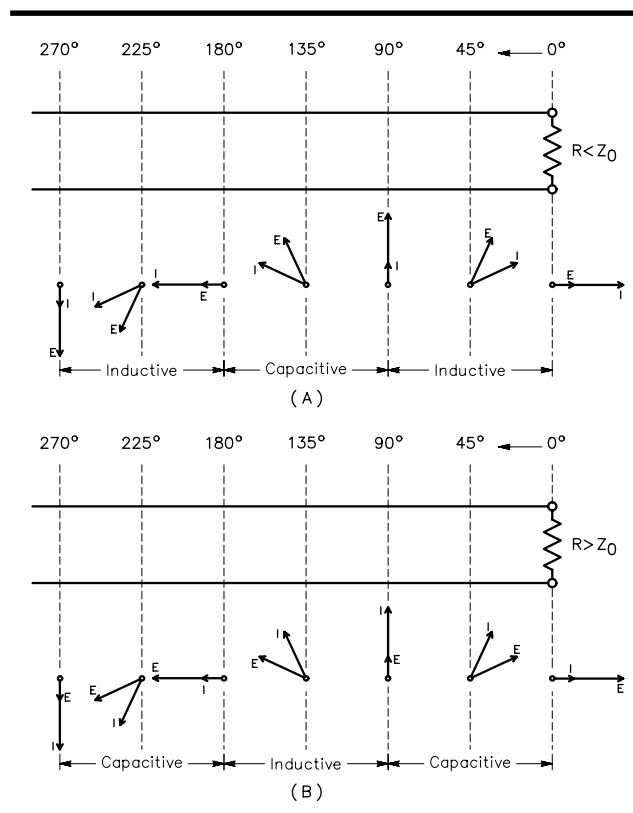 270° 225° 180° 135° 90° 45° 0°
R<Z0
E I E E E I
I I I E I E
I E E I
Inductive Capacitive Inductive
(A)
270° 225° 180° 135° 90° 45° 0°
R>Z0
I I I
E E I E E E I
E I I E
I
Capacitive Inductive Capacitive
(B)